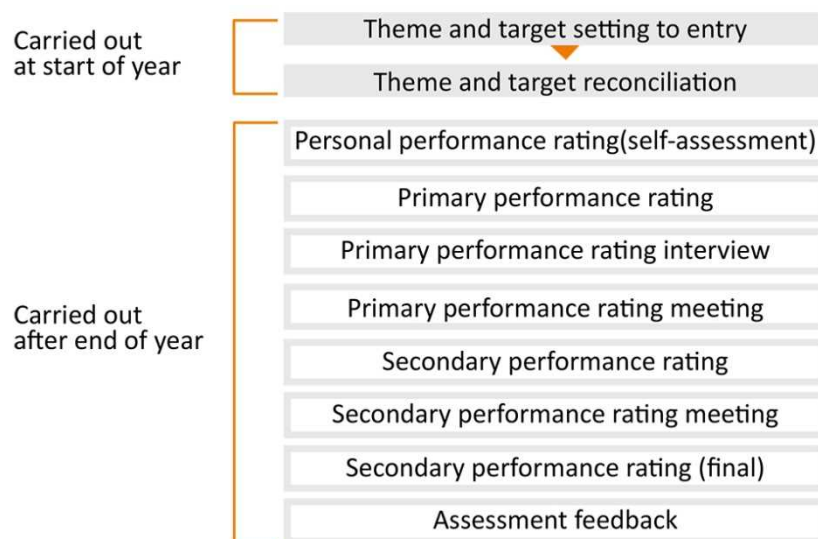 Carried out
at start of year
Theme and target setting to entry
Theme and target reconciliation
Carried out
after end of year
Personal performance rating(self-assessment)
Primary performance rating
Primary performance rating interview
Primary performance rating meeting
Secondary performance rating
Secondary performance rating meeting
Secondary performance rating (final)
Assessment feedback